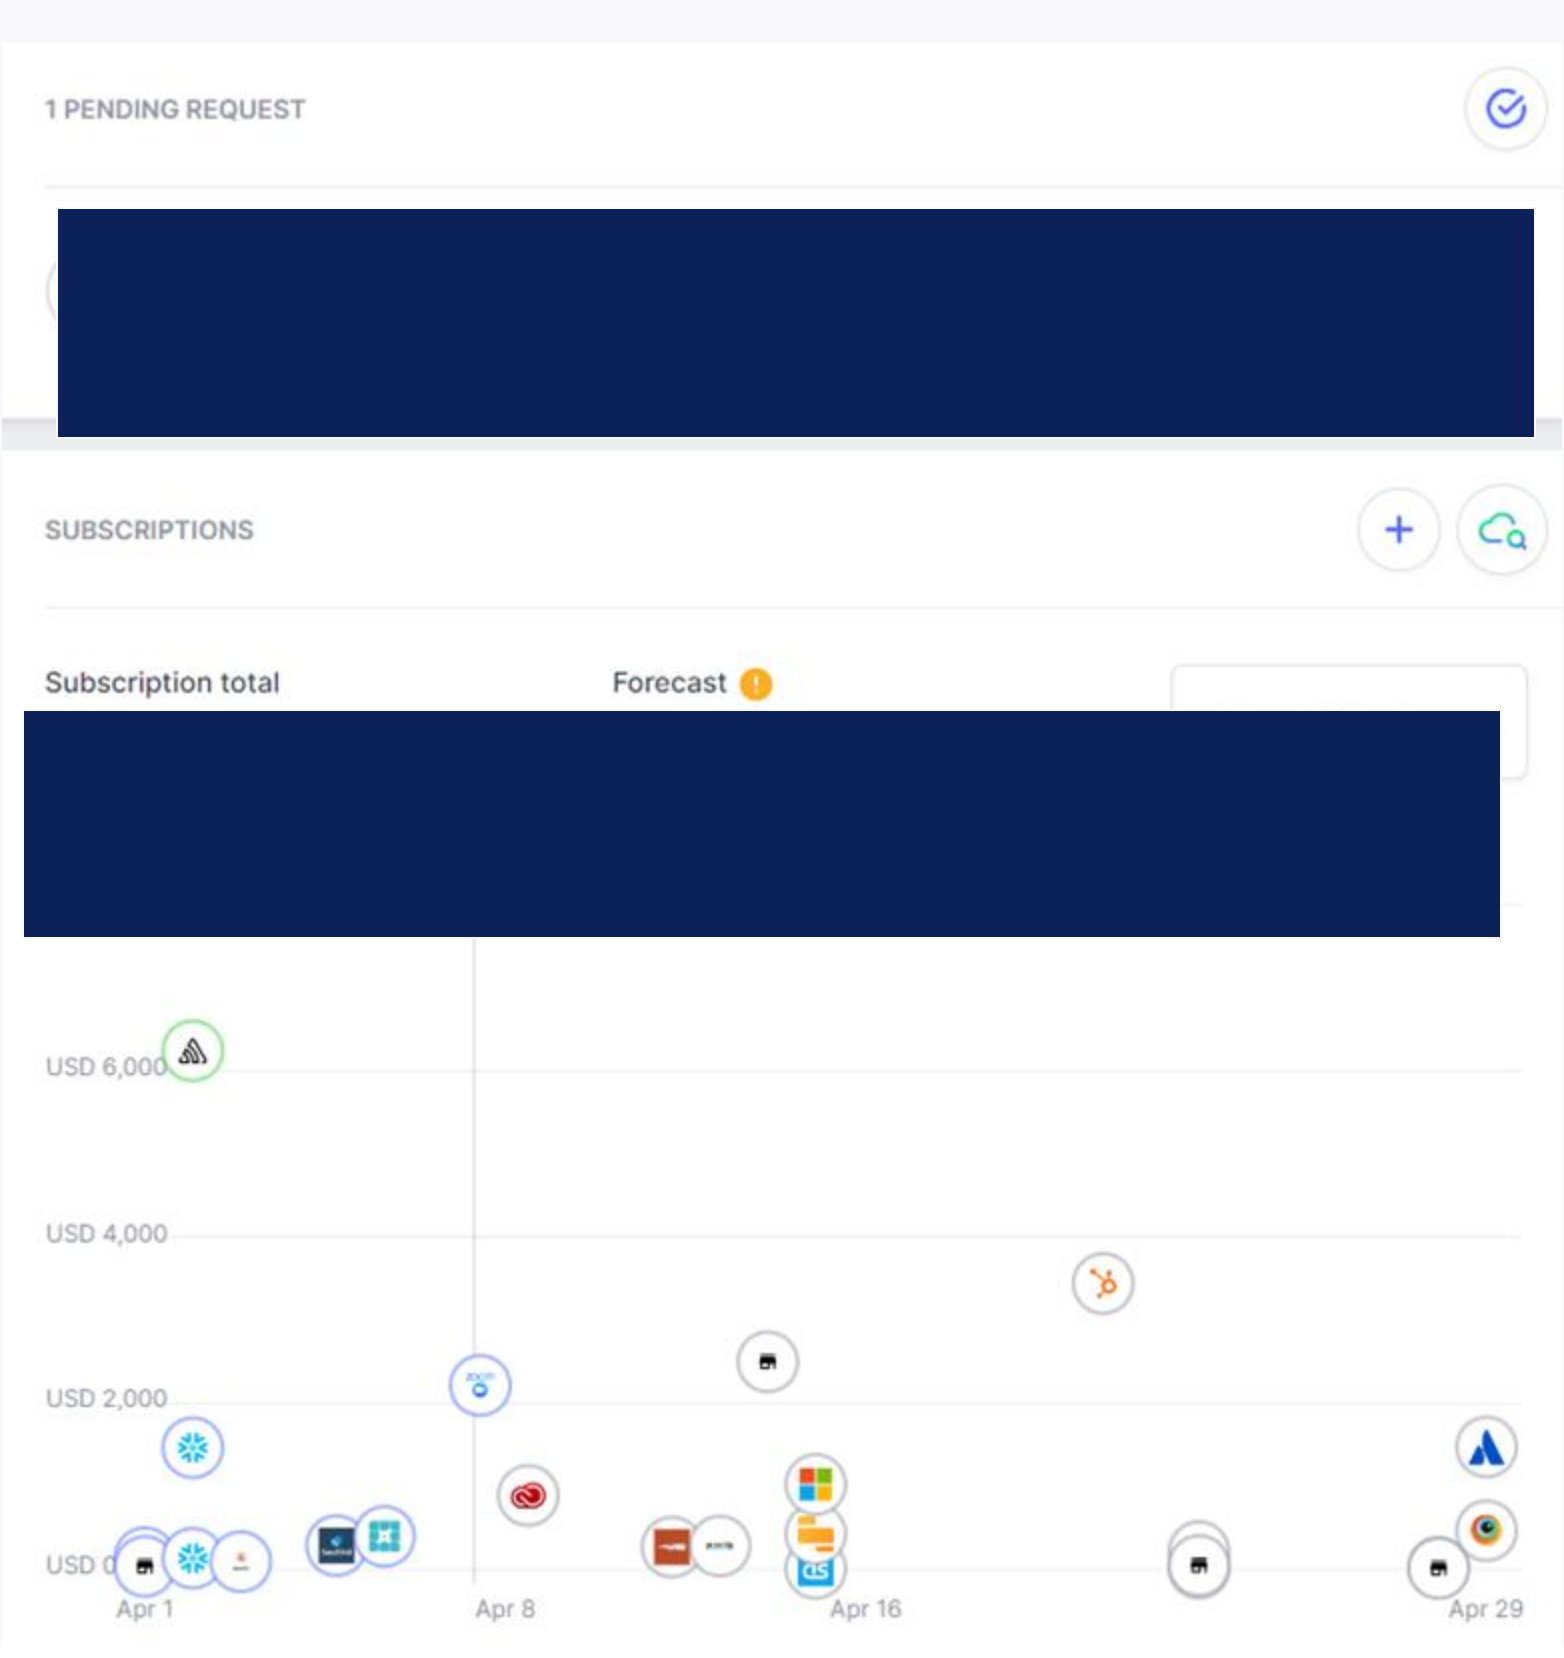 1 PENDING REQUEST
SUBSCRIPTIONS
Subscription total
Forecast
USD 6,000
USD 4,000
USD 2,000
zoom
USD 0
Apr 1
Apr 8
Apr 16
Apr 29